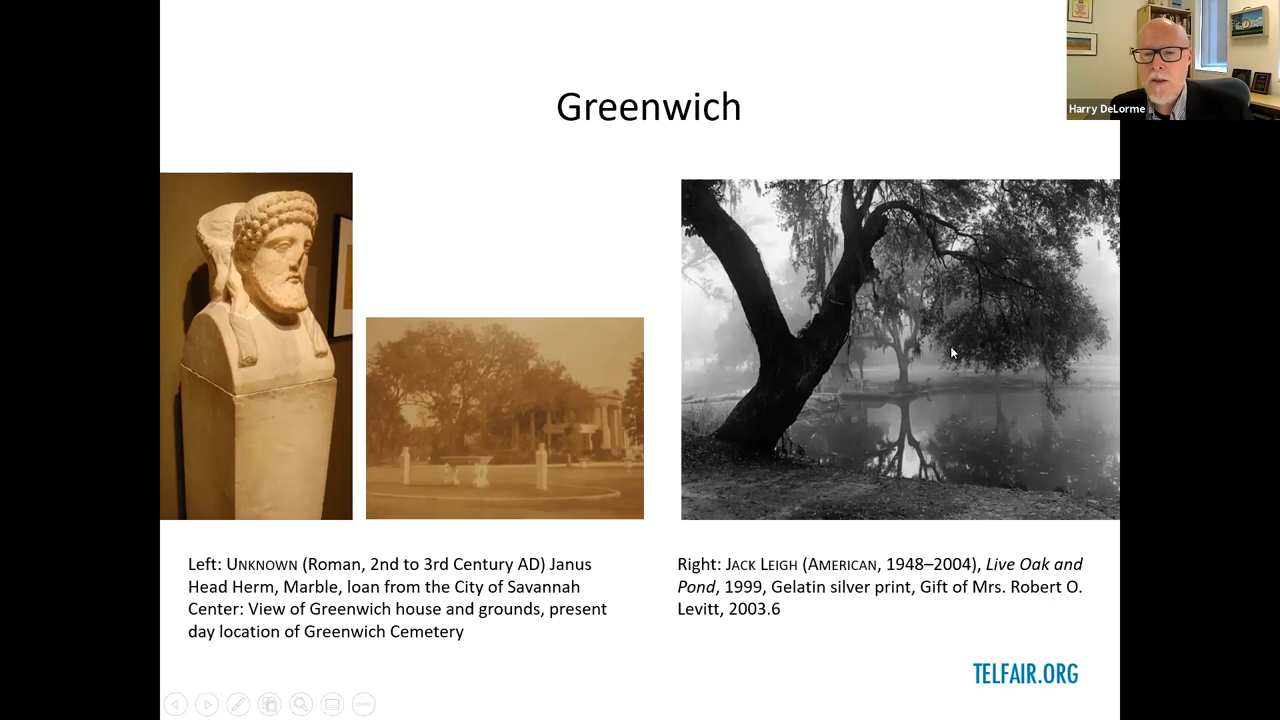 Greenwich
Harry DeLorme
Left: UNKNOWN (Roman, 2nd to 3rd Century AD) Janus
Head Herm, Marble, loan from the City of Savannah
Center: View of Greenwich house and grounds, present
day location of Greenwich Cemetery
Right: JACK LEIGH (AMERICAN, 1948–2004), Live Oak and
Pond, 1999, Gelatin silver print, Gift of Mrs. Robert O.
Levitt, 2003.6
TELFAIR.ORG